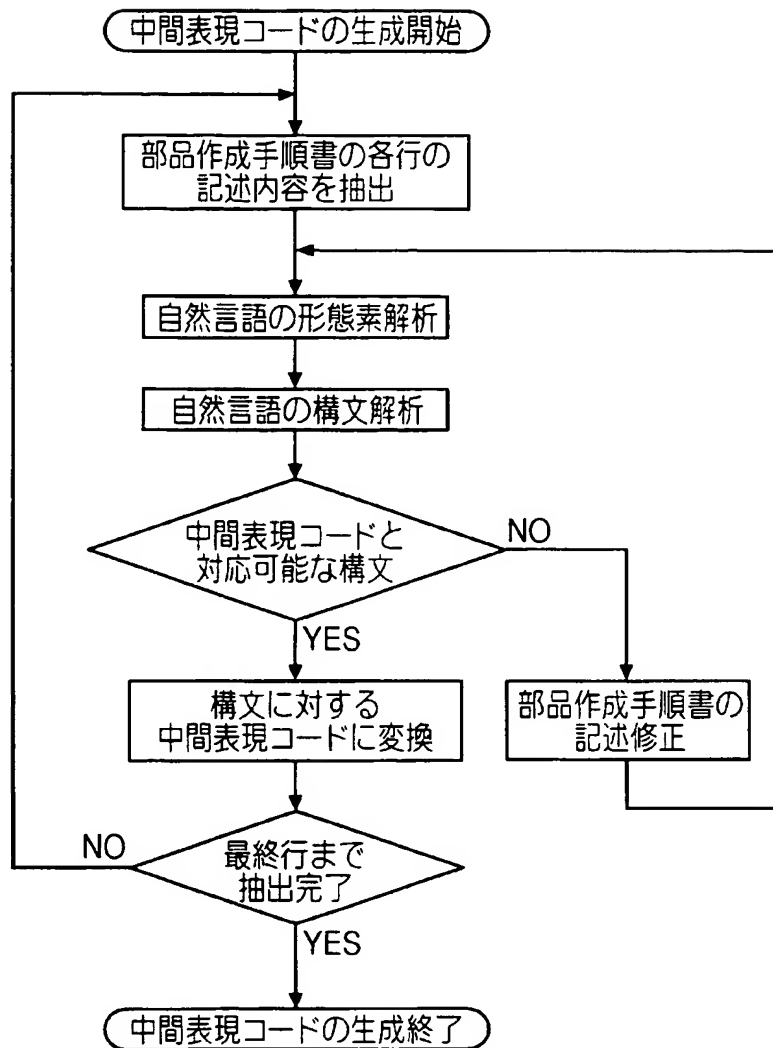 中間表現コードの生成開始
部品作成手順書の各行の
記述内容を抽出
自然言語の形態素解析
自然言語の構文解析
中間表現コードと
対応可能な構文
NO
YES
構文に対する
中間表現コードに変換
部品作成手順書の
記述修正
最終行まで
抽出完了
NO
YES
中間表現コードの生成終了